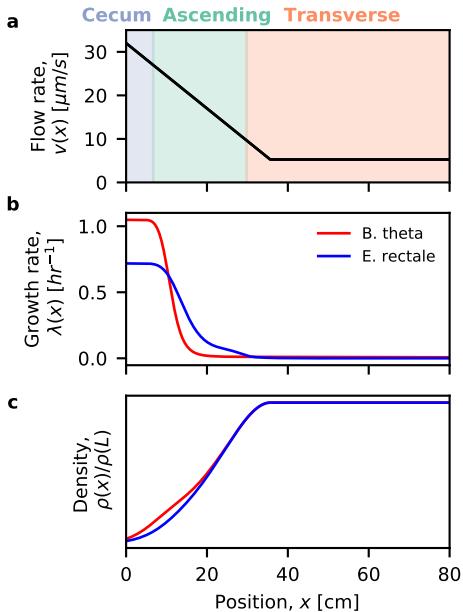 Cecum Ascending Transverse
a
Flow rate,
v(x) [μm/s]
30
20
10
0
b
Growth rate,
λ(x) [hr⁻¹]
1.0
0.5
0.0
B. theta
E. rectale
c
Density,
ρ(x)/ρ(L)
0 20 40 60 80
Position, x [cm]